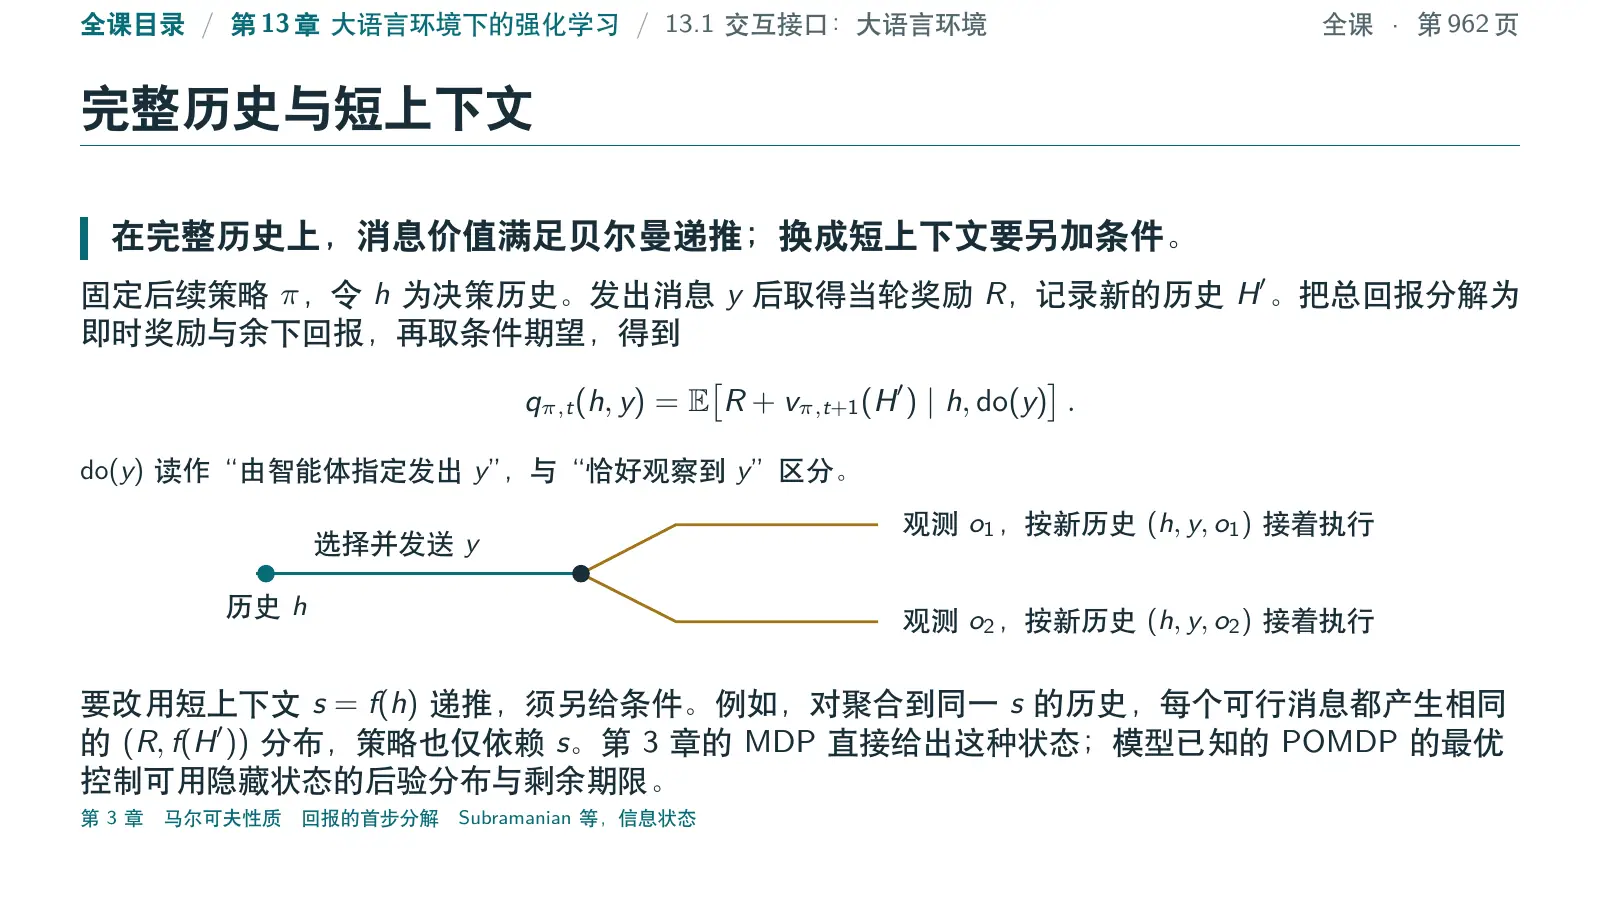 全课目录 / 第 13 章 大语言环境下的强化学习 / 13.1 交互接口：大语言环境
全课 · 第 962 页
完整历史与短上下文
在完整历史上，消息价值满足贝尔曼递推；换成短上下文要另加条件。
固定后续策略 π，令 h 为决策历史。发出消息 y 后取得当轮奖励 R，记录新的历史 H′。把总回报分解为
即时奖励与余下回报，再取条件期望，得到
q_{π,t}(h, y) = 𝔼[R + v_{π,t+1}(H′) | h, do(y)] .
do(y) 读作“由智能体指定发出 y”，与“恰好观察到 y”区分。
选择并发送 y
历史 h
观测 o₁，按新历史 (h, y, o₁) 接着执行
观测 o₂，按新历史 (h, y, o₂) 接着执行
要改用短上下文 s = f(h) 递推，须另给条件。例如，对聚合到同一 s 的历史，每个可行消息都产生相同
的 (R, f(H′)) 分布，策略也仅依赖 s。第 3 章的 MDP 直接给出这种状态；模型已知的 POMDP 的最优
控制可用隐藏状态的后验分布与剩余期限。
第 3 章 马尔可夫性质 回报的首步分解 Subramanian 等，信息状态